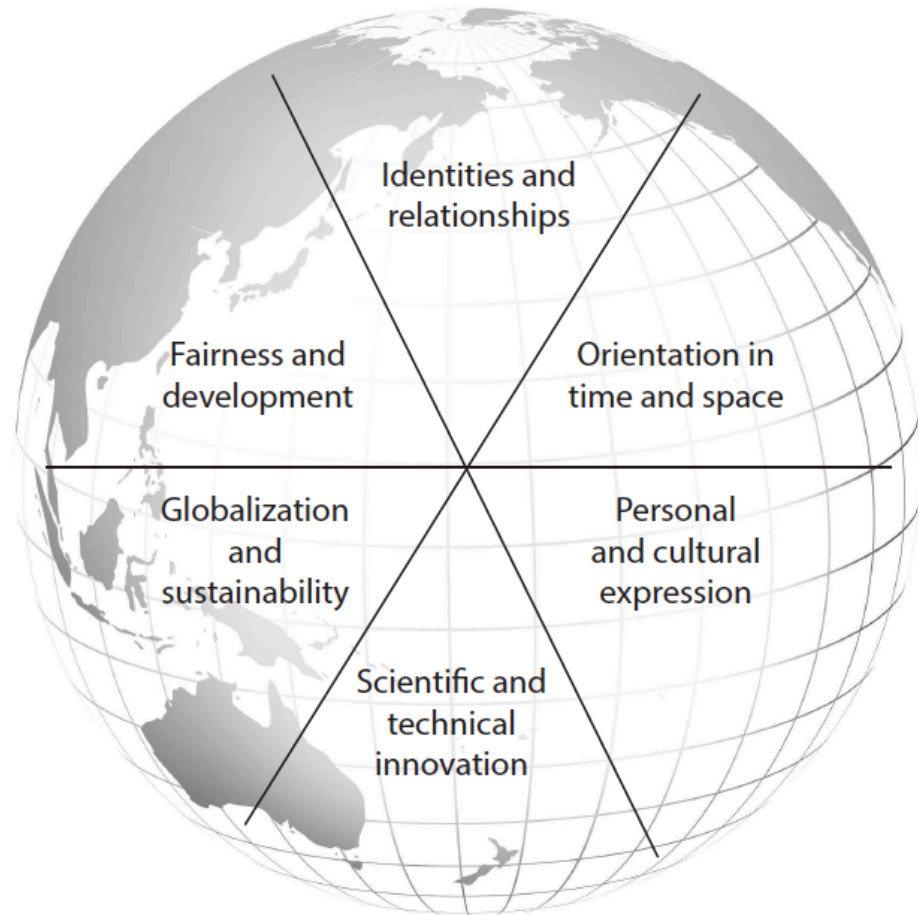 Identities and
relationships
Fairness and
development
Orientation in
time and space
Globalization
and
sustainability
Personal
and cultural
expression
Scientific and
technical
innovation